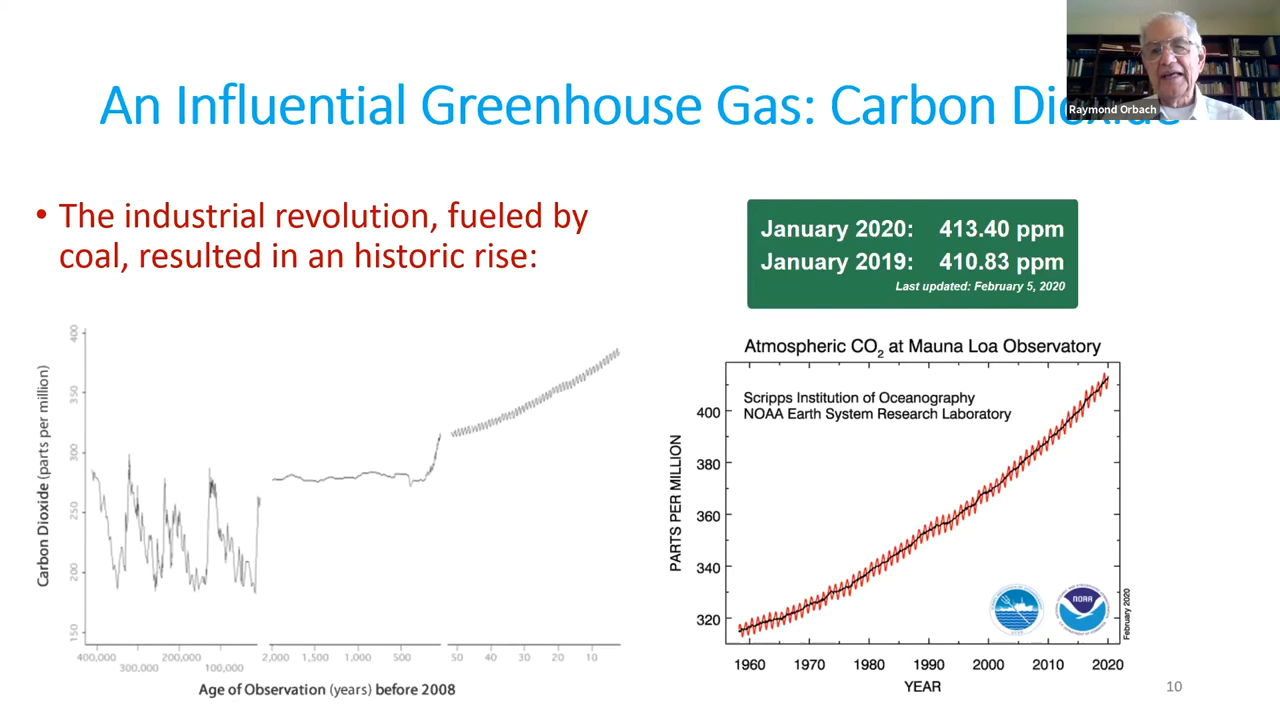 An Influential Greenhouse Gas: Carbon Dioxide
Raymond Orbach
• The industrial revolution, fueled by
coal, resulted in an historic rise:
January 2020: 413.40 ppm
January 2019: 410.83 ppm
Last updated: February 5, 2020
Carbon Dioxide (parts per million)
400
350
300
250
200
150
400,000
300,000
200,000
100,000
2,000
1,500
1,000
500
50
40
30
20
10
Age of Observation (years) before 2008
Atmospheric CO₂ at Mauna Loa Observatory
Scripps Institution of Oceanography
NOAA Earth System Research Laboratory
PARTS PER MILLION
400
380
360
340
320
1960
1970
1980
1990
2000
2010
2020
YEAR
NOAA
February 2020
10